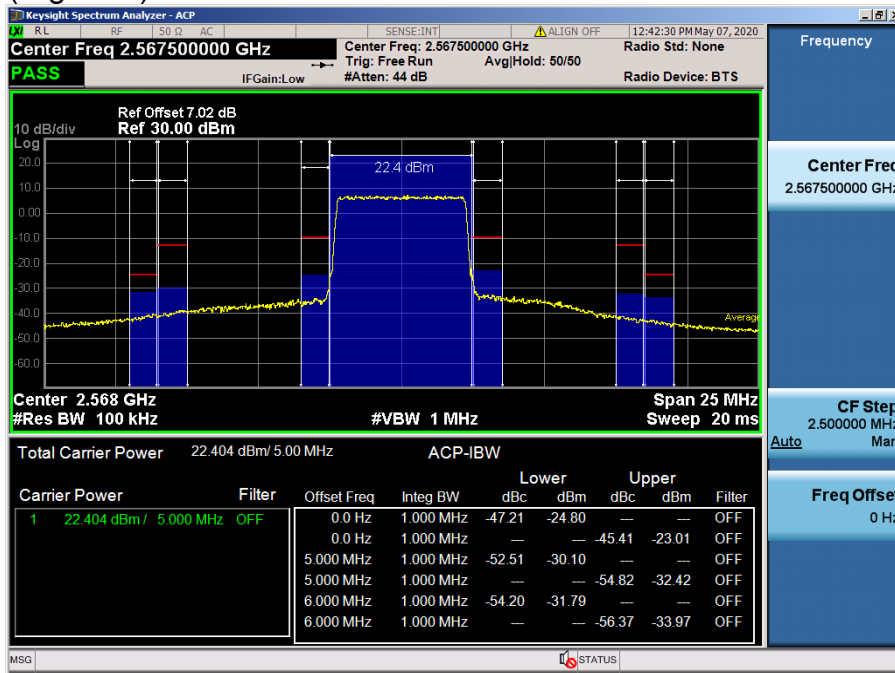 Keysight Spectrum Analyzer - ACP
LXI RL RF 50 Ω AC SENSE:INT ALIGN OFF 12:42:30 PM May 07, 2020
Center Freq 2.567500000 GHz
PASS
IFGain:Low
Center Freq: 2.567500000 GHz
Trig: Free Run Avg|Hold: 50/50
#Atten: 44 dB
Radio Std: None
Radio Device: BTS
Ref Offset 7.02 dB
10 dB/div Ref 30.00 dBm
Log
20.0
22.4 dBm
10.0
0.00
-10.0
-20.0
-30.0
-40.0
Average
-50.0
-60.0
Center 2.568 GHz Span 25 MHz
#Res BW 100 kHz #VBW 1 MHz Sweep 20 ms
Total Carrier Power 22.404 dBm/ 5.00 MHz ACP-IBW
Lower Upper
Carrier Power Filter Offset Freq Integ BW dBc dBm dBc dBm Filter
1 22.404 dBm / 5.000 MHz OFF 0.0 Hz 1.000 MHz -47.21 -24.80 --- --- OFF
0.0 Hz 1.000 MHz --- --- -45.41 -23.01 OFF
5.000 MHz 1.000 MHz -52.51 -30.10 --- --- OFF
5.000 MHz 1.000 MHz --- --- -54.82 -32.42 OFF
6.000 MHz 1.000 MHz -54.20 -31.79 --- --- OFF
6.000 MHz 1.000 MHz --- --- -56.37 -33.97 OFF
MSG STATUS
Frequency
Center Freq
2.567500000 GHz
CF Step
2.500000 MHz
Auto Man
Freq Offset
0 Hz